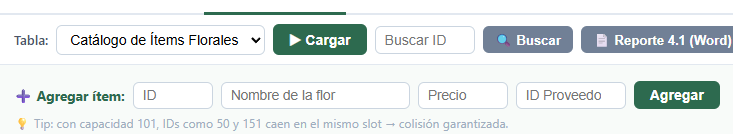 Tabla: Catálogo de Ítems Florales ▶ Cargar Buscar ID 🔍 Buscar 📄 Reporte 4.1 (Word)
➕ Agregar ítem: ID Nombre de la flor Precio ID Proveedo Agregar
💡 Tip: con capacidad 101, IDs como 50 y 151 caen en el mismo slot → colisión garantizada.